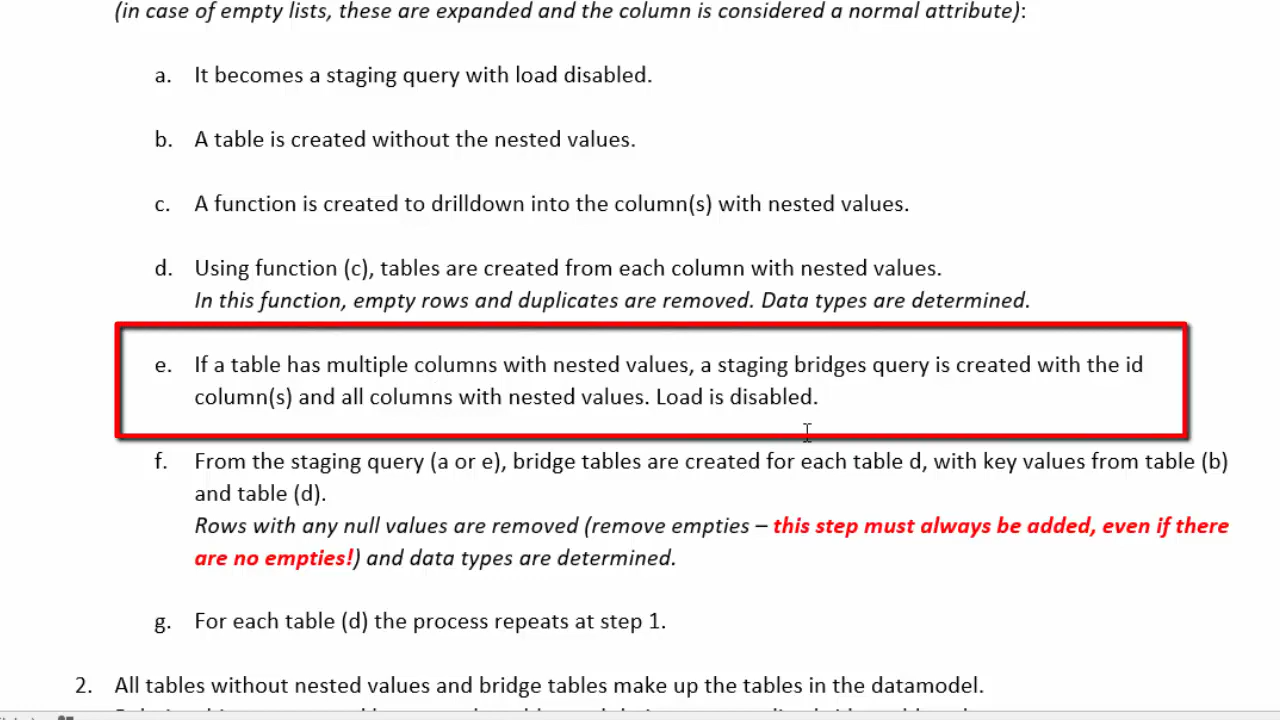 (in case of empty lists, these are expanded and the column is considered a normal attribute):
a. It becomes a staging query with load disabled.
b. A table is created without the nested values.
c. A function is created to drilldown into the column(s) with nested values.
d. Using function (c), tables are created from each column with nested values.
In this function, empty rows and duplicates are removed. Data types are determined.
e. If a table has multiple columns with nested values, a staging bridges query is created with the id
column(s) and all columns with nested values. Load is disabled.
f. From the staging query (a or e), bridge tables are created for each table d, with key values from table (b)
and table (d).
Rows with any null values are removed (remove empties – this step must always be added, even if there
are no empties!) and data types are determined.
g. For each table (d) the process repeats at step 1.
2. All tables without nested values and bridge tables make up the tables in the datamodel.